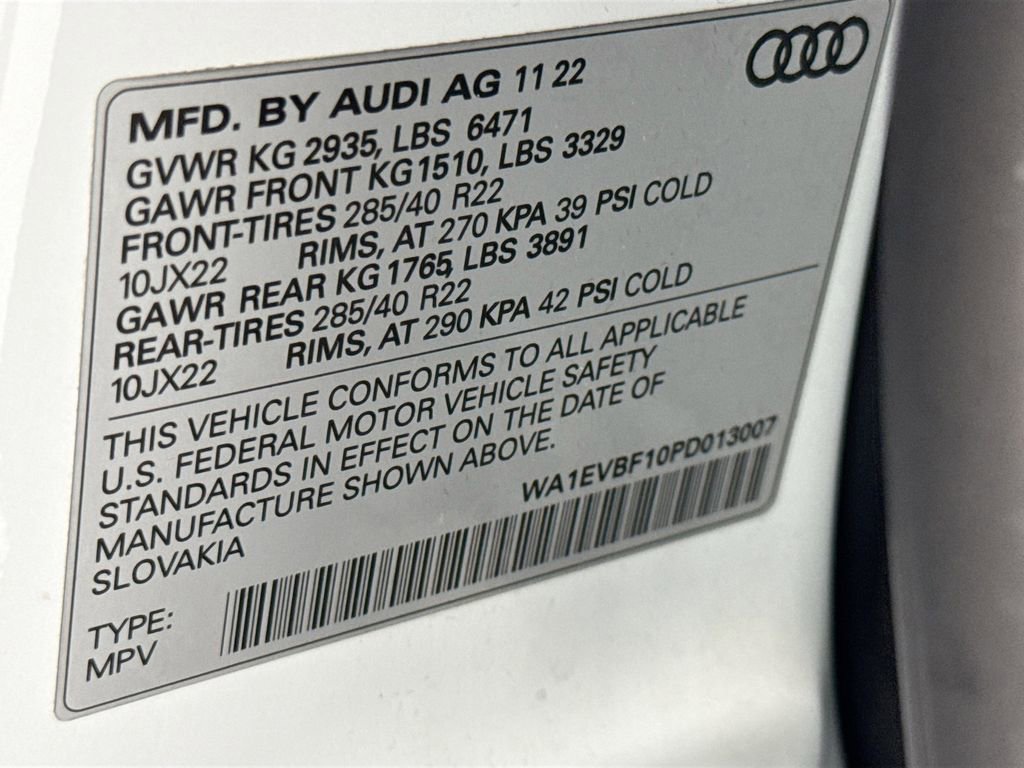 MFD. BY AUDI AG 11 22
GVWR KG 2935, LBS 6471
GAWR FRONT KG1510, LBS 3329
FRONT-TIRES 285/40 R22
10JX22 RIMS, AT 270 KPA 39 PSI COLD
GAWR REAR KG 1765, LBS 3891
REAR-TIRES 285/40 R22
10JX22 RIMS, AT 290 KPA 42 PSI COLD
THIS VEHICLE CONFORMS TO ALL APPLICABLE
U.S. FEDERAL MOTOR VEHICLE SAFETY
STANDARDS IN EFFECT ON THE DATE OF
MANUFACTURE SHOWN ABOVE.
SLOVAKIA
WA1EVBF10PD013007
TYPE:
MPV